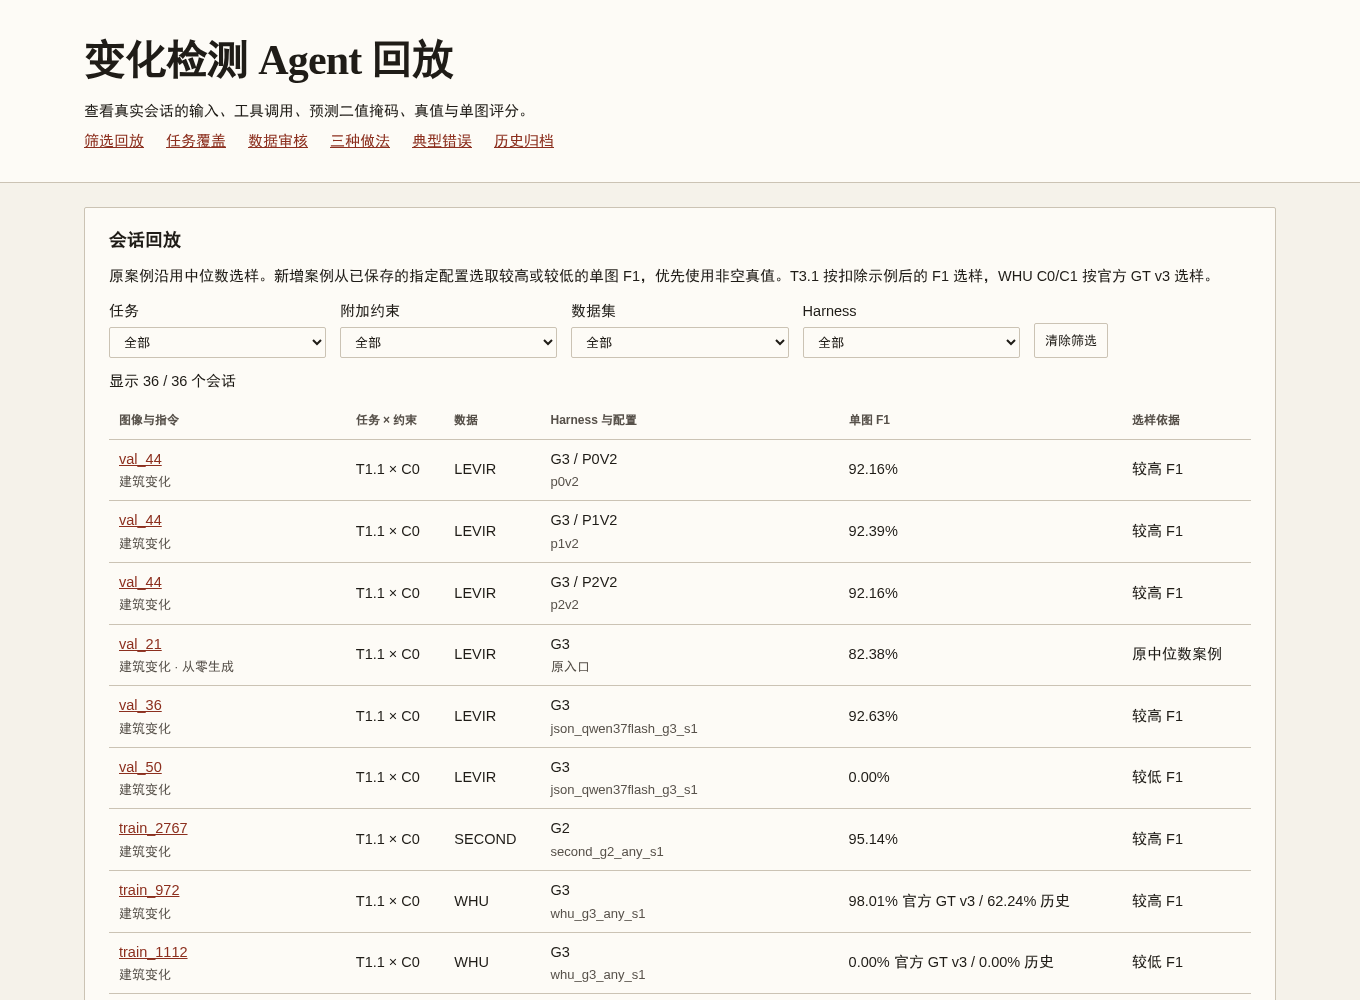 变化检测 Agent 回放
查看真实会话的输入、工具调用、预测二值掩码、真值与单图评分。
筛选回放 任务覆盖 数据审核 三种做法 典型错误 历史归档
会话回放
原案例沿用中位数选样。新增案例从已保存的指定配置选取较高或较低的单图 F1，优先使用非空真值。T3.1 按扣除示例后的 F1 选样，WHU C0/C1 按官方 GT v3 选样。
任务 附加约束 数据集 Harness
全部 全部 全部 全部 清除筛选
显示 36 / 36 个会话
图像与指令 任务 × 约束 数据 Harness 与配置 单图 F1 选样依据
val_44 T1.1 × C0 LEVIR G3 / P0V2 92.16% 较高 F1
建筑变化 p0v2
val_44 T1.1 × C0 LEVIR G3 / P1V2 92.39% 较高 F1
建筑变化 p1v2
val_44 T1.1 × C0 LEVIR G3 / P2V2 92.16% 较高 F1
建筑变化 p2v2
val_21 T1.1 × C0 LEVIR G3 82.38% 原中位数案例
建筑变化 · 从零生成 原入口
val_36 T1.1 × C0 LEVIR G3 92.63% 较高 F1
建筑变化 json_qwen37flash_g3_s1
val_50 T1.1 × C0 LEVIR G3 0.00% 较低 F1
建筑变化 json_qwen37flash_g3_s1
train_2767 T1.1 × C0 SECOND G2 95.14% 较高 F1
建筑变化 second_g2_any_s1
train_972 T1.1 × C0 WHU G3 98.01% 官方 GT v3 / 62.24% 历史 较高 F1
建筑变化 whu_g3_any_s1
train_1112 T1.1 × C0 WHU G3 0.00% 官方 GT v3 / 0.00% 历史 较低 F1
建筑变化 whu_g3_any_s1